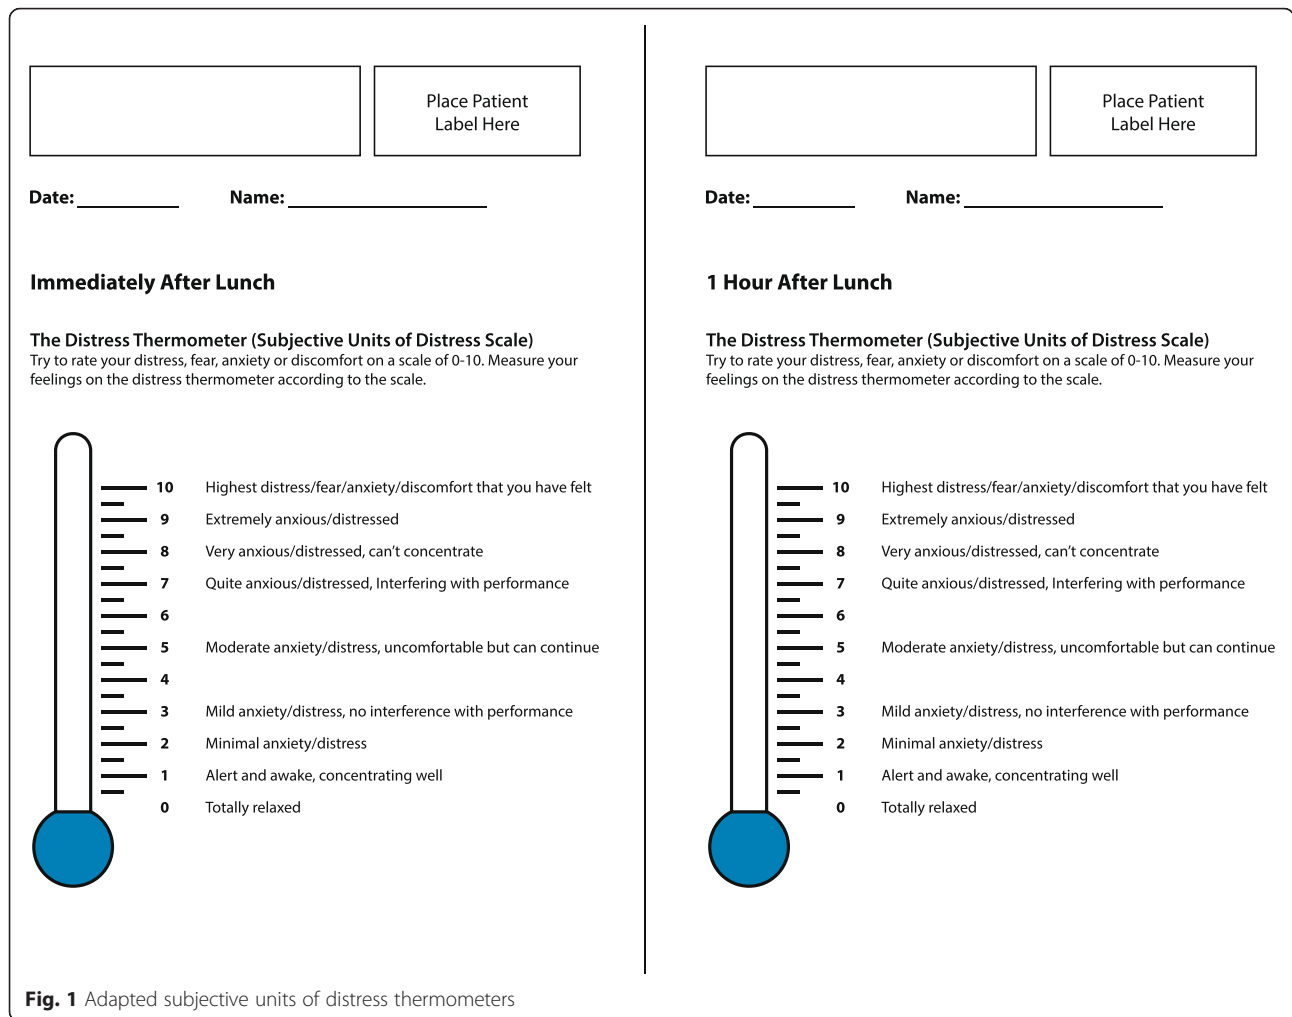 Place Patient
Label Here
Date: Name:
Immediately After Lunch
The Distress Thermometer (Subjective Units of Distress Scale)
Try to rate your distress, fear, anxiety or discomfort on a scale of 0-10. Measure your
feelings on the distress thermometer according to the scale.
10 Highest distress/fear/anxiety/discomfort that you have felt
9 Extremely anxious/distressed
8 Very anxious/distressed, can't concentrate
7 Quite anxious/distressed, Interfering with performance
6
5 Moderate anxiety/distress, uncomfortable but can continue
4
3 Mild anxiety/distress, no interference with performance
2 Minimal anxiety/distress
1 Alert and awake, concentrating well
0 Totally relaxed
Place Patient
Label Here
Date: Name:
1 Hour After Lunch
The Distress Thermometer (Subjective Units of Distress Scale)
Try to rate your distress, fear, anxiety or discomfort on a scale of 0-10. Measure your
feelings on the distress thermometer according to the scale.
10 Highest distress/fear/anxiety/discomfort that you have felt
9 Extremely anxious/distressed
8 Very anxious/distressed, can't concentrate
7 Quite anxious/distressed, Interfering with performance
6
5 Moderate anxiety/distress, uncomfortable but can continue
4
3 Mild anxiety/distress, no interference with performance
2 Minimal anxiety/distress
1 Alert and awake, concentrating well
0 Totally relaxed
Fig. 1 Adapted subjective units of distress thermometers